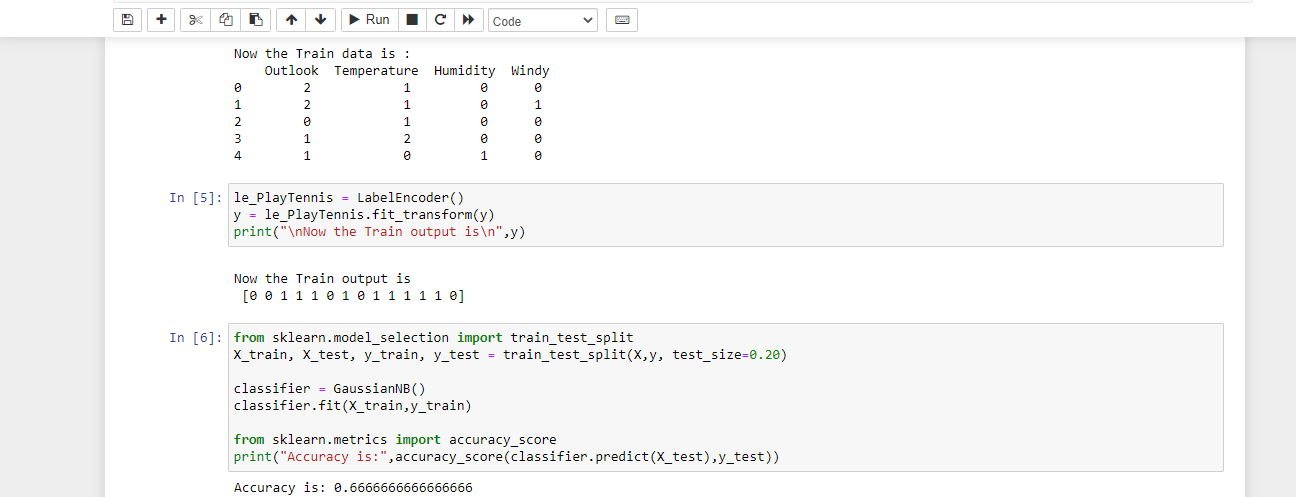 Run
Code
Now the Train data is :
Outlook Temperature Humidity Windy
0 2 1 0 0
1 2 1 0 1
2 0 1 0 0
3 1 2 0 0
4 1 0 1 0
In [5]: le_PlayTennis = LabelEncoder()
y = le_PlayTennis.fit_transform(y)
print("\nNow the Train output is\n",y)
Now the Train output is
[0 0 1 1 1 0 1 0 1 1 1 1 1 0]
In [6]: from sklearn.model_selection import train_test_split
X_train, X_test, y_train, y_test = train_test_split(X,y, test_size=0.20)
classifier = GaussianNB()
classifier.fit(X_train,y_train)
from sklearn.metrics import accuracy_score
print("Accuracy is:",accuracy_score(classifier.predict(X_test),y_test))
Accuracy is: 0.6666666666666666